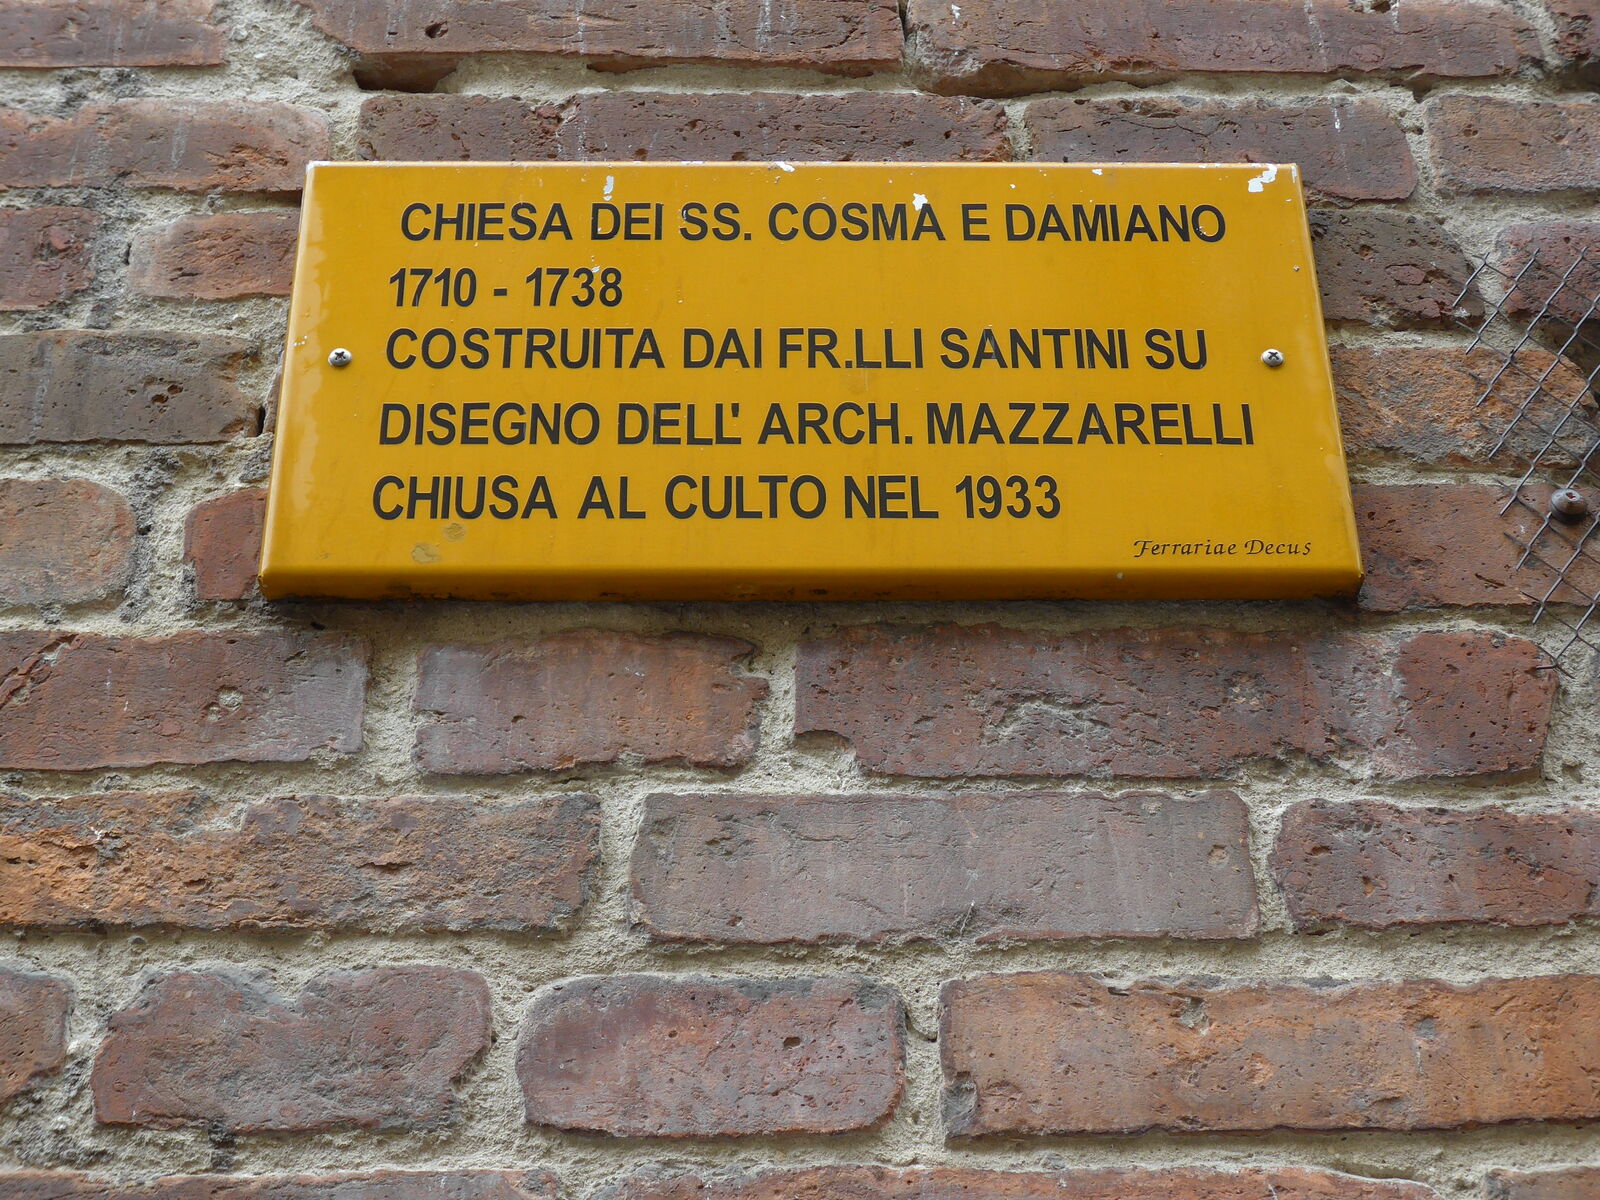 CHIESA DEI SS. COSMA E DAMIANO
1710 - 1738
COSTRUITA DAI FR.LLI SANTINI SU
DISEGNO DELL' ARCH. MAZZARELLI
CHIUSA AL CULTO NEL 1933
Ferrariae Decus